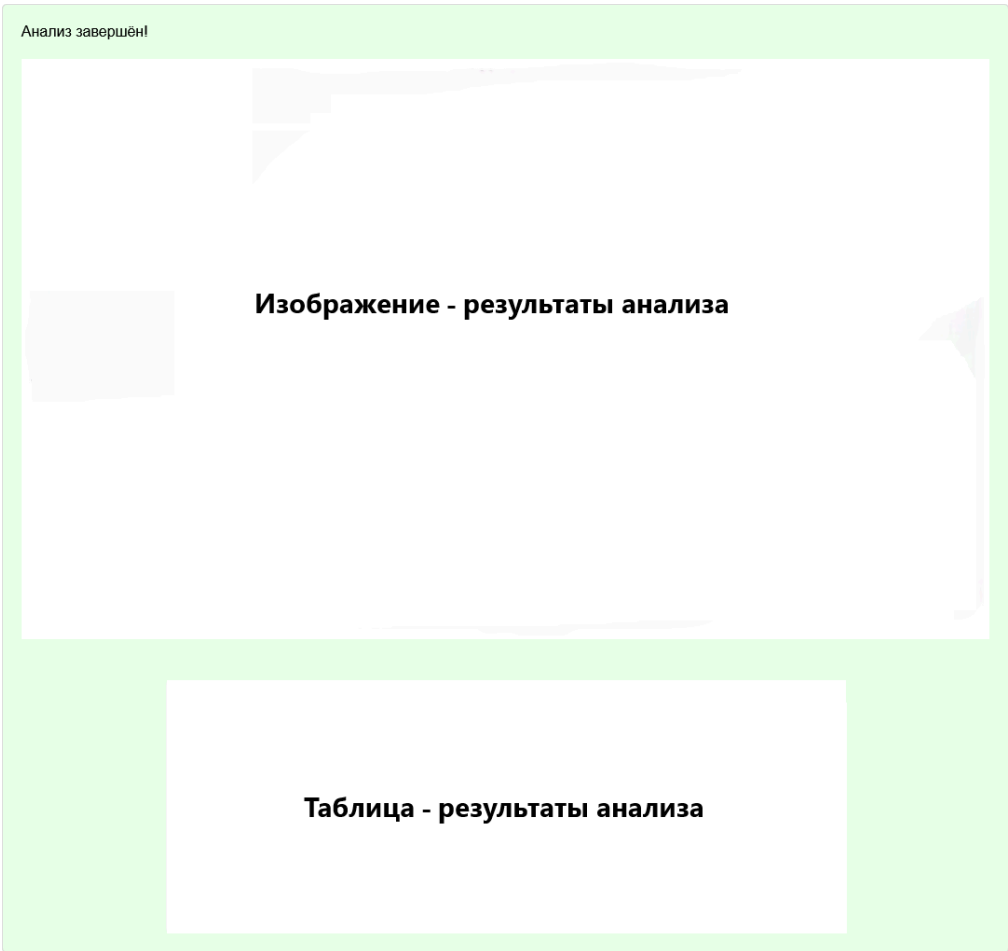 Анализ завершён!
Изображение - результаты анализа
Таблица - результаты анализа